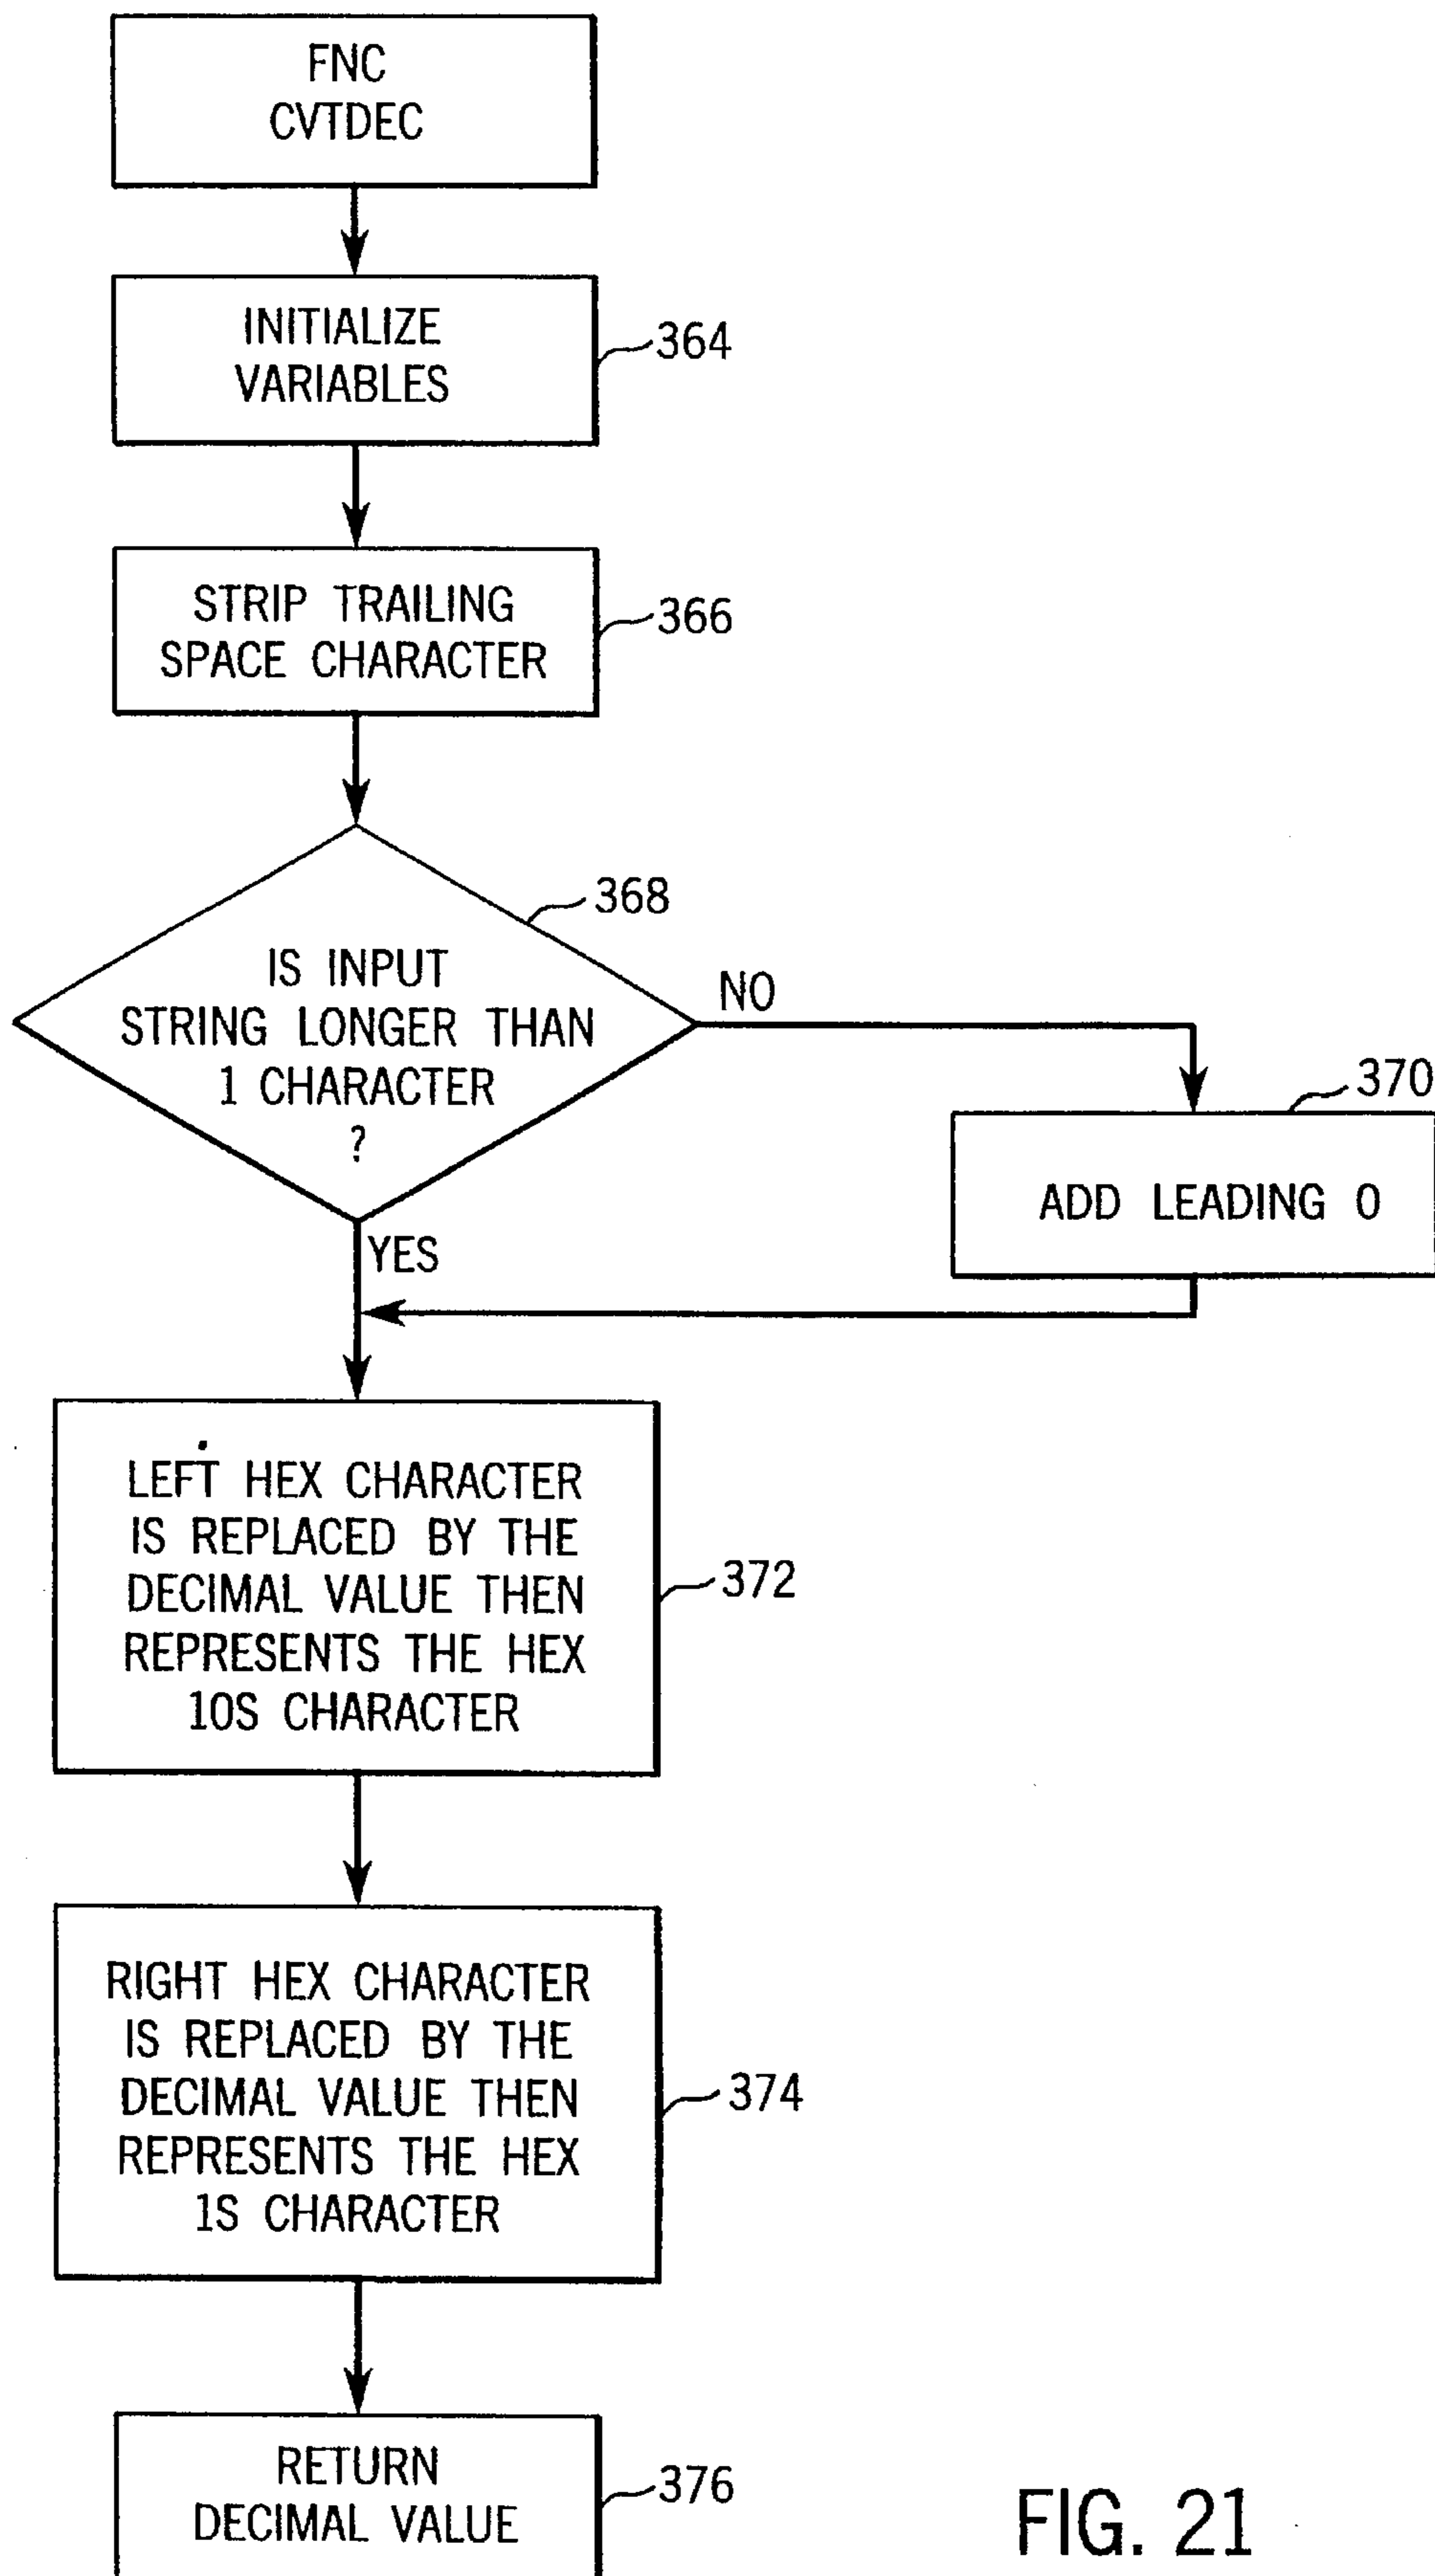 FNC
CVTDEC
INITIALIZE
VARIABLES
364
STRIP TRAILING
SPACE CHARACTER
366
368
IS INPUT
STRING LONGER THAN
1 CHARACTER
?
NO
YES
370
ADD LEADING 0
LEFT HEX CHARACTER
IS REPLACED BY THE
DECIMAL VALUE THEN
REPRESENTS THE HEX
10S CHARACTER
372
RIGHT HEX CHARACTER
IS REPLACED BY THE
DECIMAL VALUE THEN
REPRESENTS THE HEX
1S CHARACTER
374
RETURN
DECIMAL VALUE
376
FIG. 21